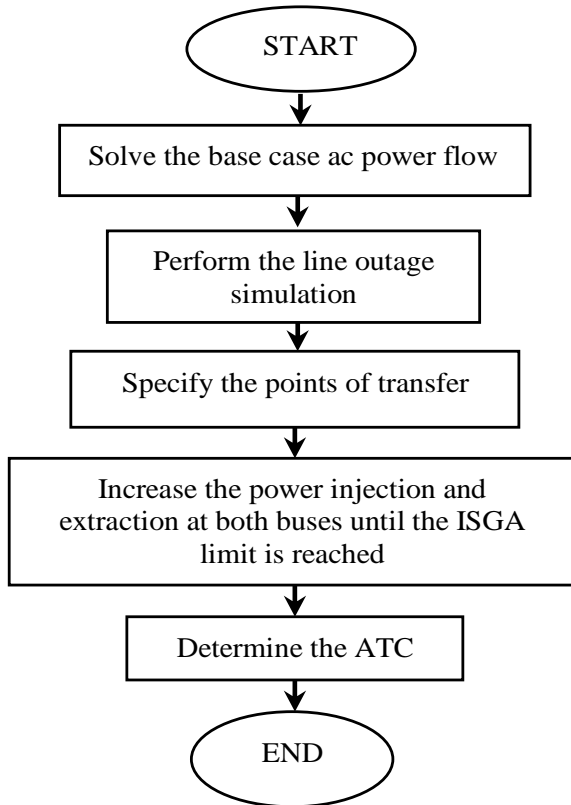 START
Solve the base case ac power flow
Perform the line outage
simulation
Specify the points of transfer
Increase the power injection and
extraction at both buses until the ISGA
limit is reached
Determine the ATC
END